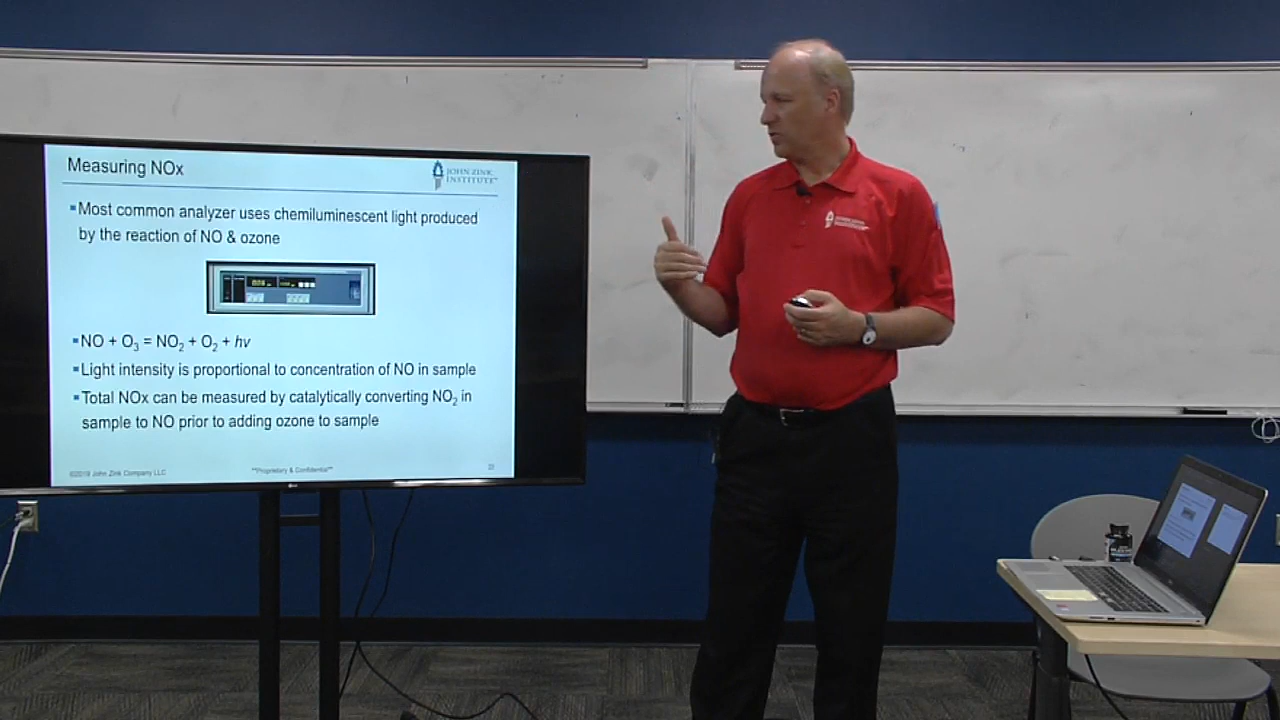 Measuring NOx
JOHN ZINK
INSTITUTE
▪Most common analyzer uses chemiluminescent light produced
by the reaction of NO & ozone
▪NO + O₃ = NO₂ + O₂ + hv
▪Light intensity is proportional to concentration of NO in sample
▪Total NOx can be measured by catalytically converting NO₂ in
sample to NO prior to adding ozone to sample
©2019 John Zink Company LLC
**Proprietary & Confidential**